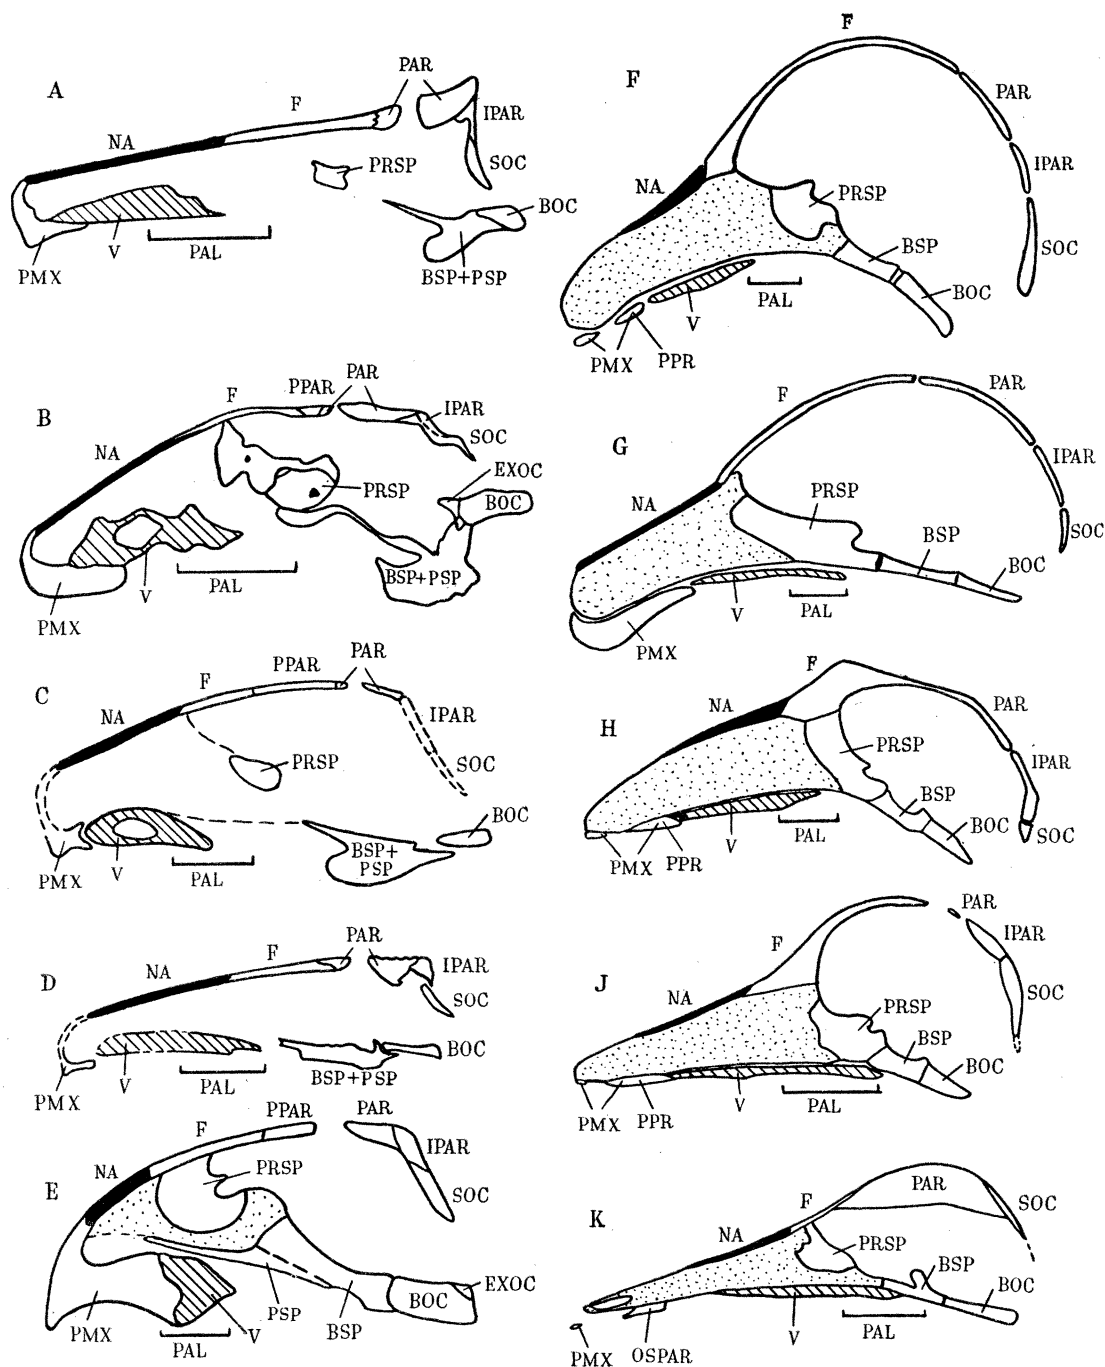 A
PAR
F
IPAR
NA
PRSP
SOC
BOC
V
PAL
PMX
BSP+PSP
B
F
PPAR
PAR
IPAR
SOC
NA
EXOC
PRSP
BOC
V
PAL
BSP+PSP
PMX
C
F
PPAR
PAR
NA
IPAR
PRSP
SOC
BOC
BSP+
PSP
PMX
V
PAL
D
NA
F
PAR
IPAR
SOC
BOC
V
PAL
BSP+PSP
PMX
E
NA
F
PPAR
PAR
PRSP
IPAR
SOC
PMX
PAL
V
PSP
BSP
BOC
EXOC
F
F
PAR
IPAR
NA
PRSP
SOC
BSP
BOC
PAL
V
PMX
PPR
G
F
PAR
IPAR
NA
PRSP
SOC
BSP
BOC
V
PAL
PMX
H
F
NA
PAR
PRSP
IPAR
BSP
BOC
SOC
PMX
PPR
V
PAL
J
F
PAR
IPAR
NA
SOC
PRSP
BSP
BOC
PMX
PPR
V
PAL
K
F
PAR
SOC
NA
PRSP
BSP
BOC
PMX
OSPAR
V
PAL